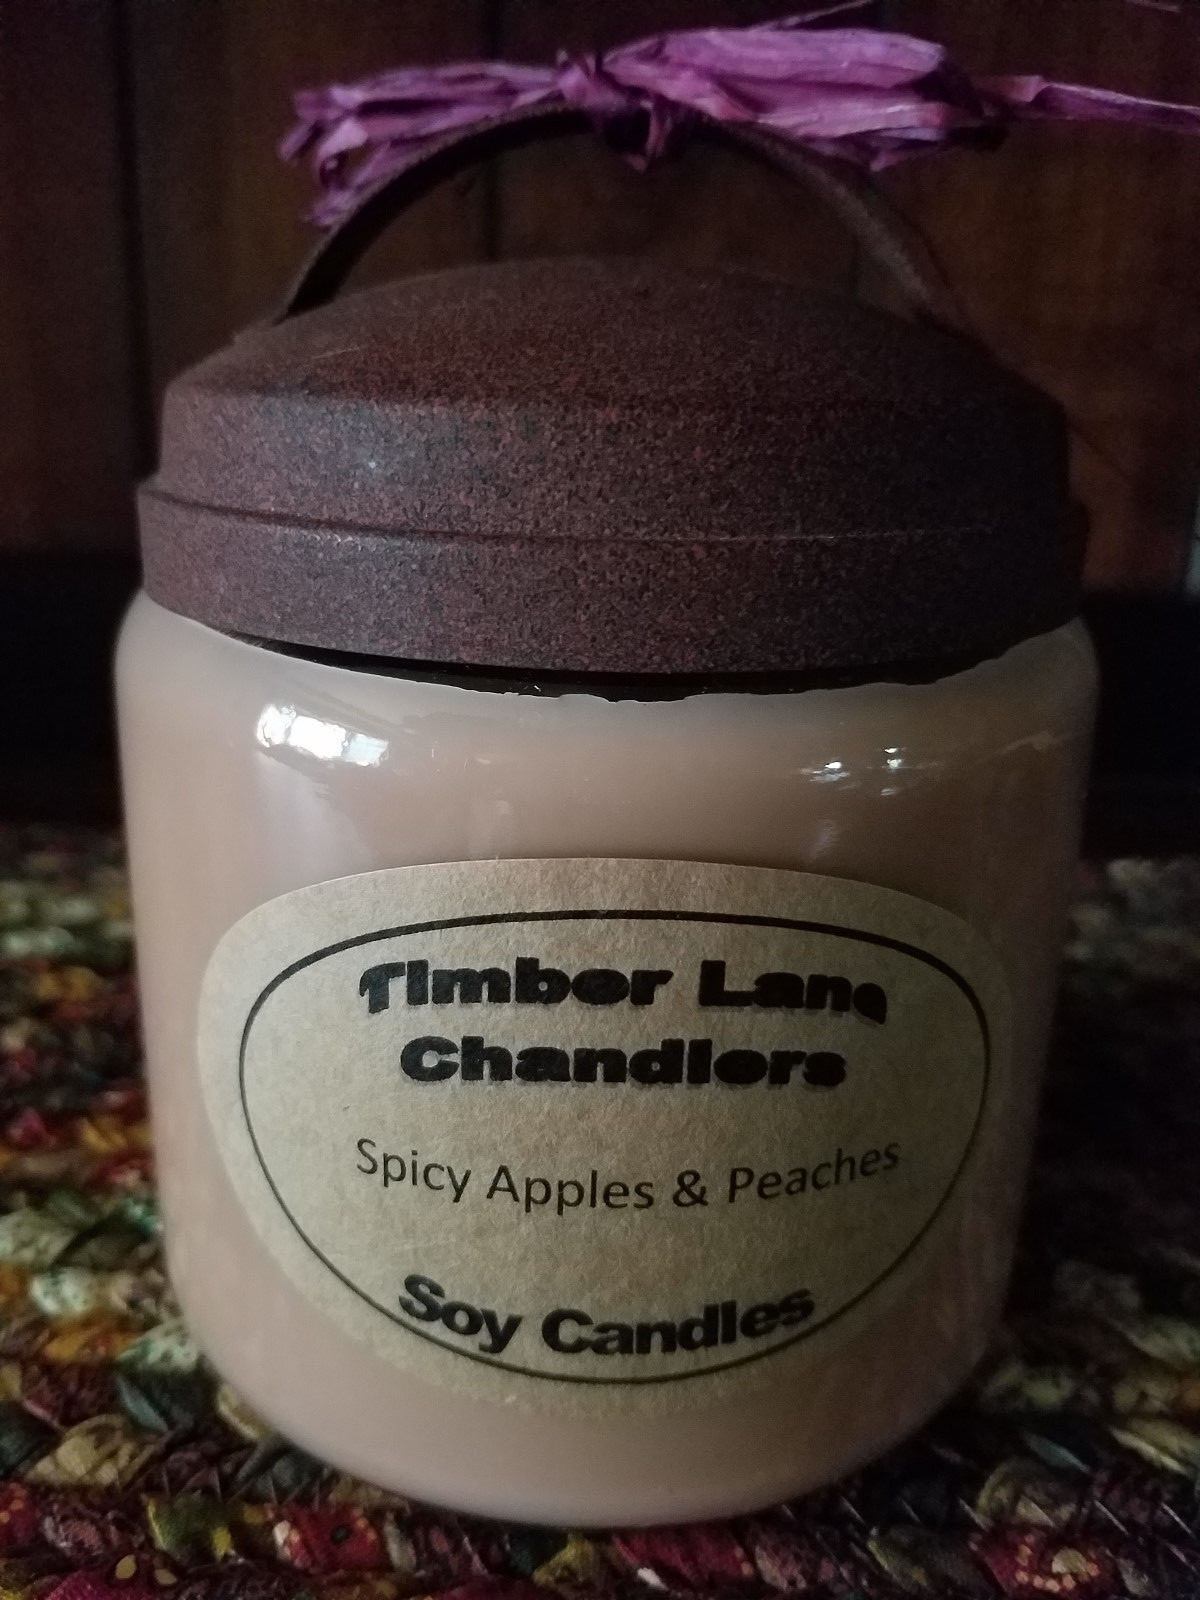 Timber Lane
Chandlers
Spicy Apples & Peaches
Soy Candles